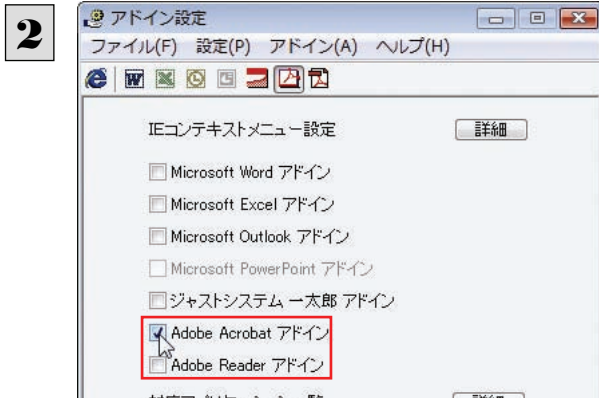 2
アドイン設定
ファイル(F) 設定(P) アドイン(A) ヘルプ(H)
IEコンテキストメニュー設定 詳細
Microsoft Word アドイン
Microsoft Excel アドイン
Microsoft Outlook アドイン
Microsoft PowerPoint アドイン
ジャストシステム 一太郎 アドイン
Adobe Acrobat アドイン
Adobe Reader アドイン